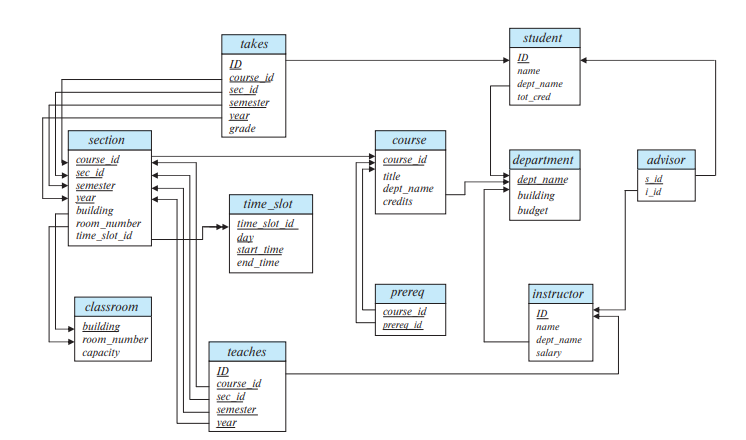 takes
ID
course_id
sec_id
semester
year
grade
student
ID
name
dept_name
tot_cred
section
course_id
sec_id
semester
year
building
room_number
time_slot_id
course
course_id
title
dept_name
credits
department
dept_name
building
budget
advisor
s_id
i_id
time_slot
time_slot_id
day
start_time
end_time
prereq
course_id
prereq_id
instructor
ID
name
dept_name
salary
classroom
building
room_number
capacity
teaches
ID
course_id
sec_id
semester
year